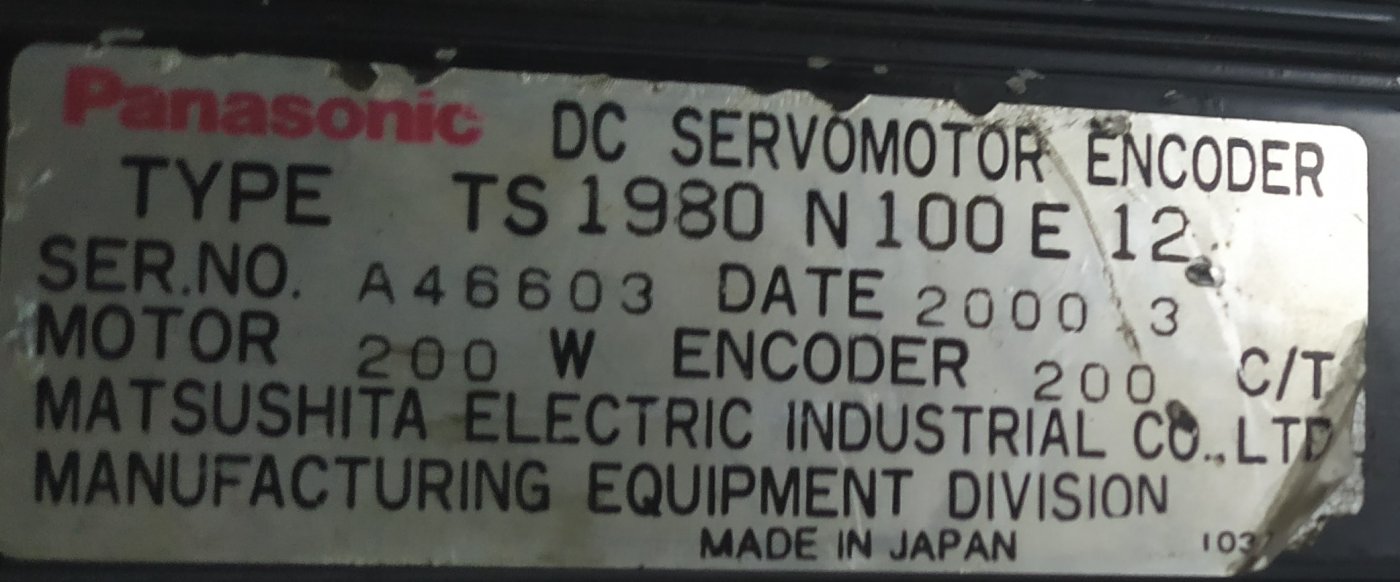 Panasonic DC SERVOMOTOR ENCODER
TYPE TS1980 N100E12
SER.NO. A46603 DATE 2000 3
MOTOR 200 W ENCODER 200 C/T
MATSUSHITA ELECTRIC INDUSTRIAL CO.,LTD
MANUFACTURING EQUIPMENT DIVISION
MADE IN JAPAN